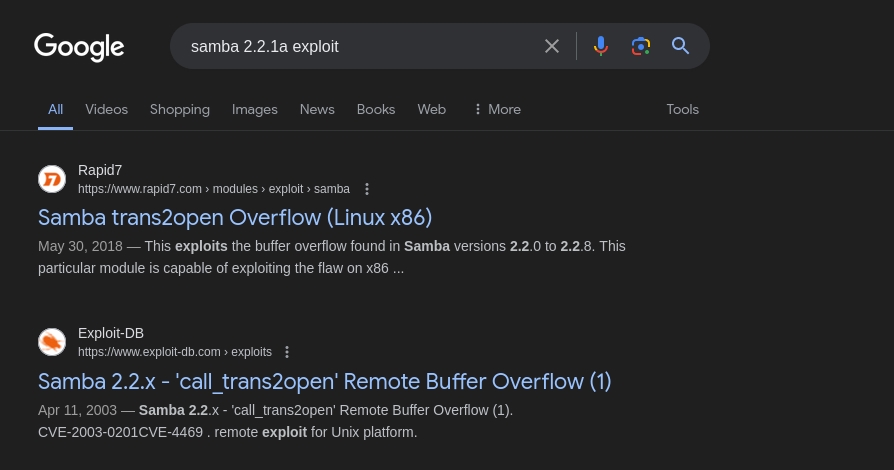 Google
samba 2.2.1a exploit
All Videos Shopping Images News Books Web More Tools
Rapid7
https://www.rapid7.com › modules › exploit › samba
Samba trans2open Overflow (Linux x86)
May 30, 2018 — This exploits the buffer overflow found in Samba versions 2.2.0 to 2.2.8. This
particular module is capable of exploiting the flaw on x86 ...
Exploit-DB
https://www.exploit-db.com › exploits
Samba 2.2.x - 'call_trans2open' Remote Buffer Overflow (1)
Apr 11, 2003 — Samba 2.2.x - 'call_trans2open' Remote Buffer Overflow (1).
CVE-2003-0201CVE-4469 . remote exploit for Unix platform.